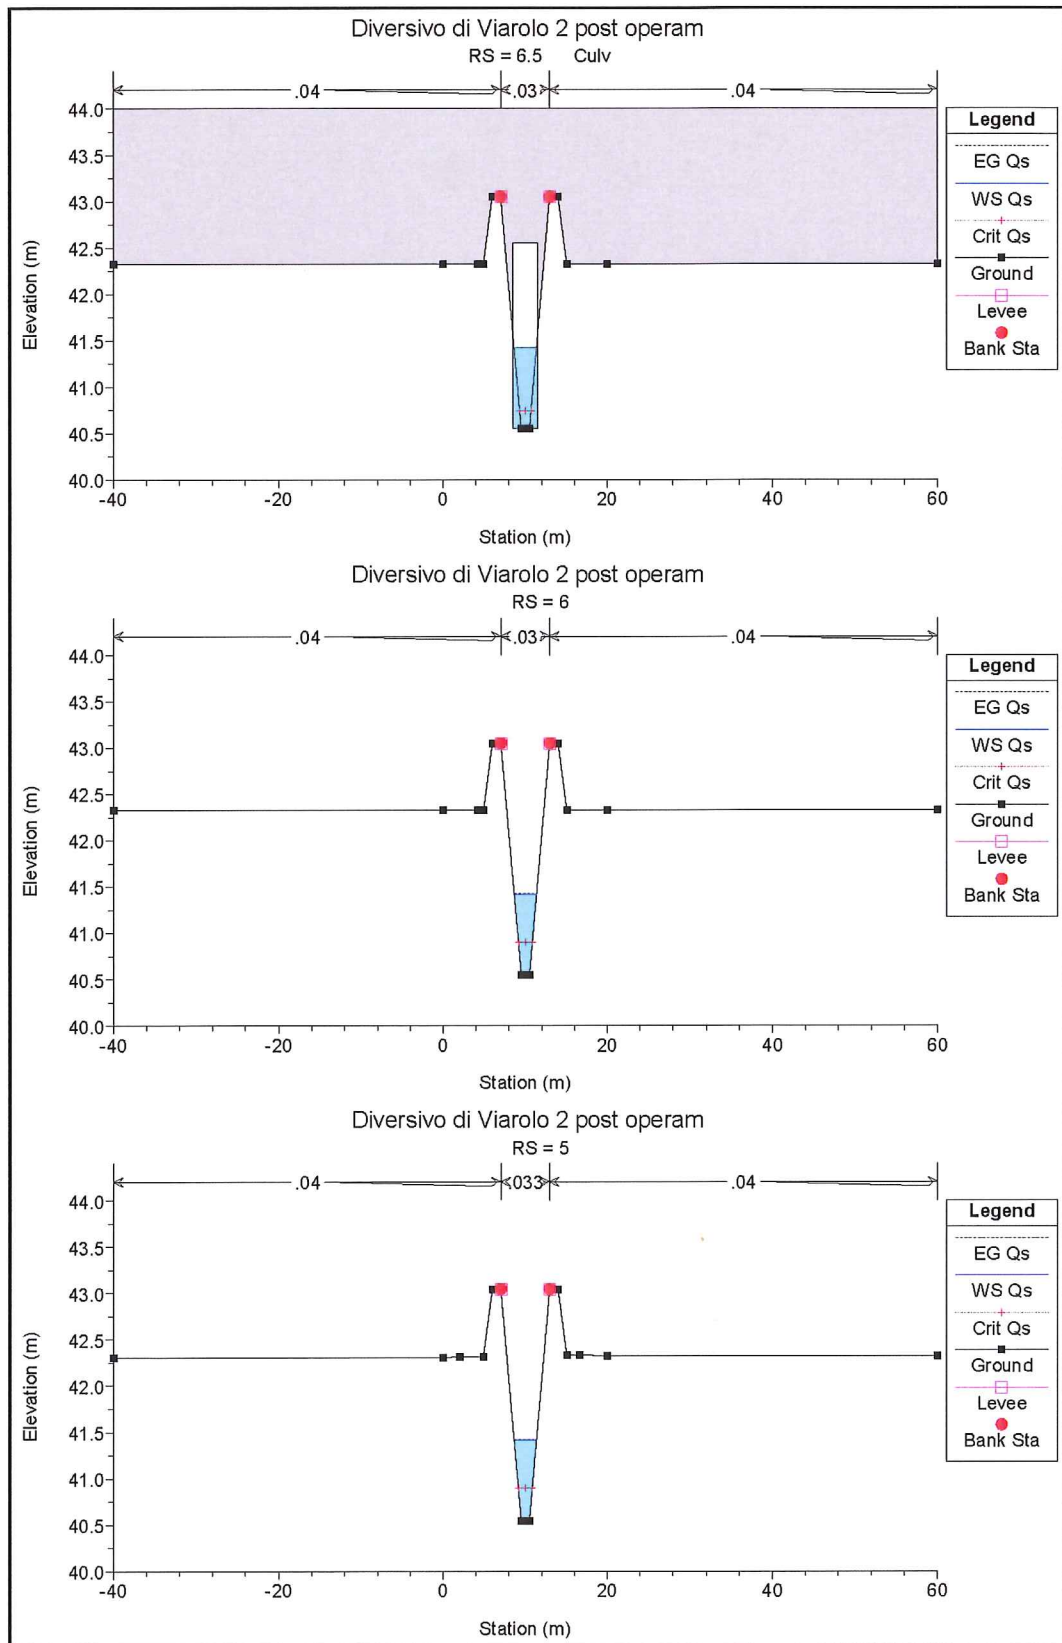 Diversivo di Viarolo 2 post operam
RS = 6.5 Culv
.04 .03 .04
44.0
43.5
43.0
42.5
42.0
41.5
41.0
40.5
40.0
-40 -20 0 20 40 60
Elevation (m)
Station (m)
Legend
EG Qs
WS Qs
Crit Qs
Ground
Levee
Bank Sta
Diversivo di Viarolo 2 post operam
RS = 6
.04 .03 .04
44.0
43.5
43.0
42.5
42.0
41.5
41.0
40.5
40.0
-40 -20 0 20 40 60
Elevation (m)
Station (m)
Legend
EG Qs
WS Qs
Crit Qs
Ground
Levee
Bank Sta
Diversivo di Viarolo 2 post operam
RS = 5
.04 .033 .04
44.0
43.5
43.0
42.5
42.0
41.5
41.0
40.5
40.0
-40 -20 0 20 40 60
Elevation (m)
Station (m)
Legend
EG Qs
WS Qs
Crit Qs
Ground
Levee
Bank Sta